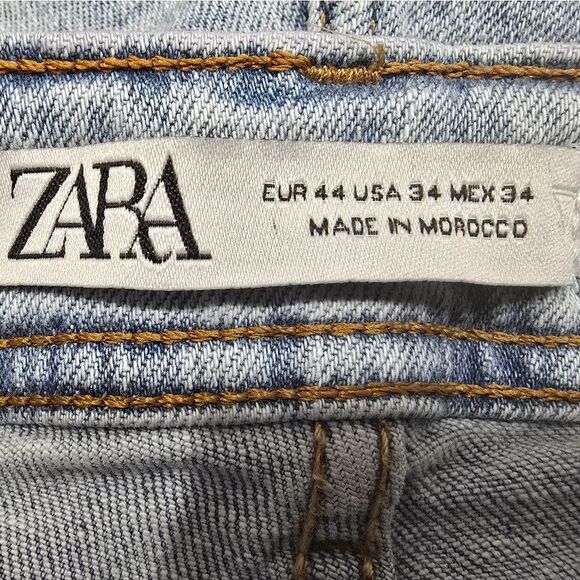 ZARA
EUR 44 USA 34 MEX 34
MADE IN MOROCCO